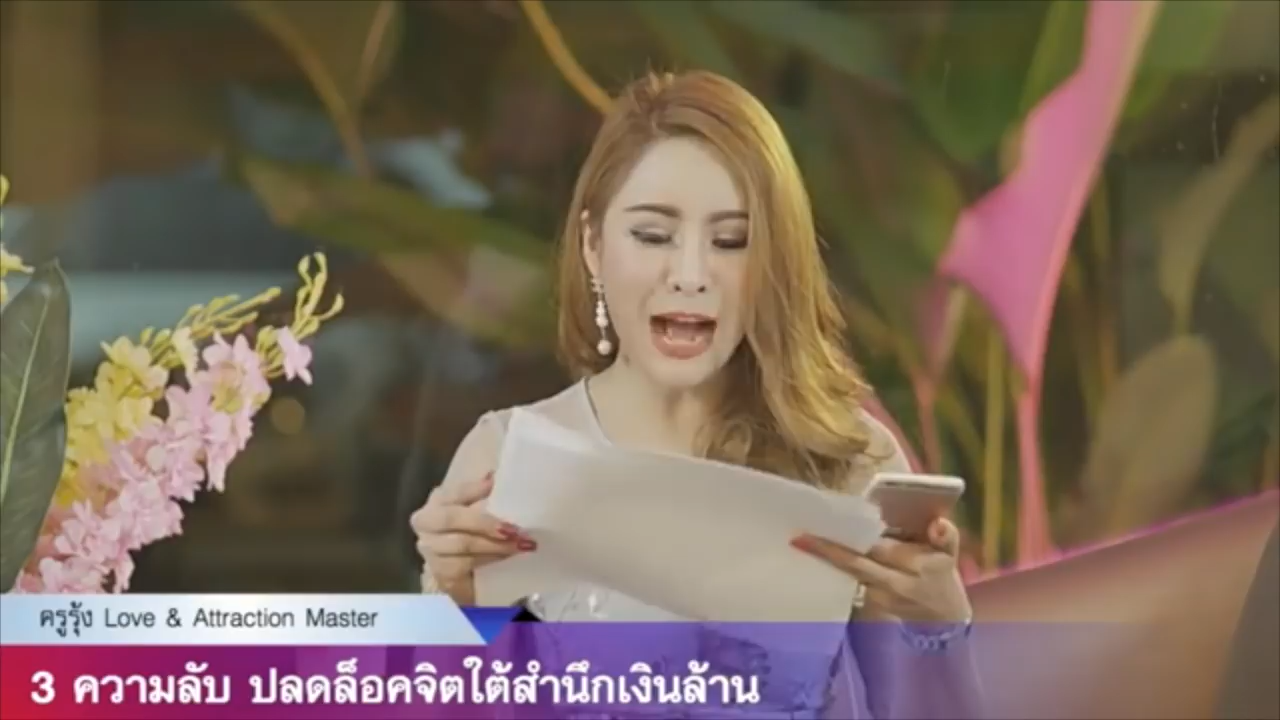 ครูรุ้ง Love & Attraction Master
3 ความลับ ปลดล็อคจิตใต้สำนึกเงินล้าน